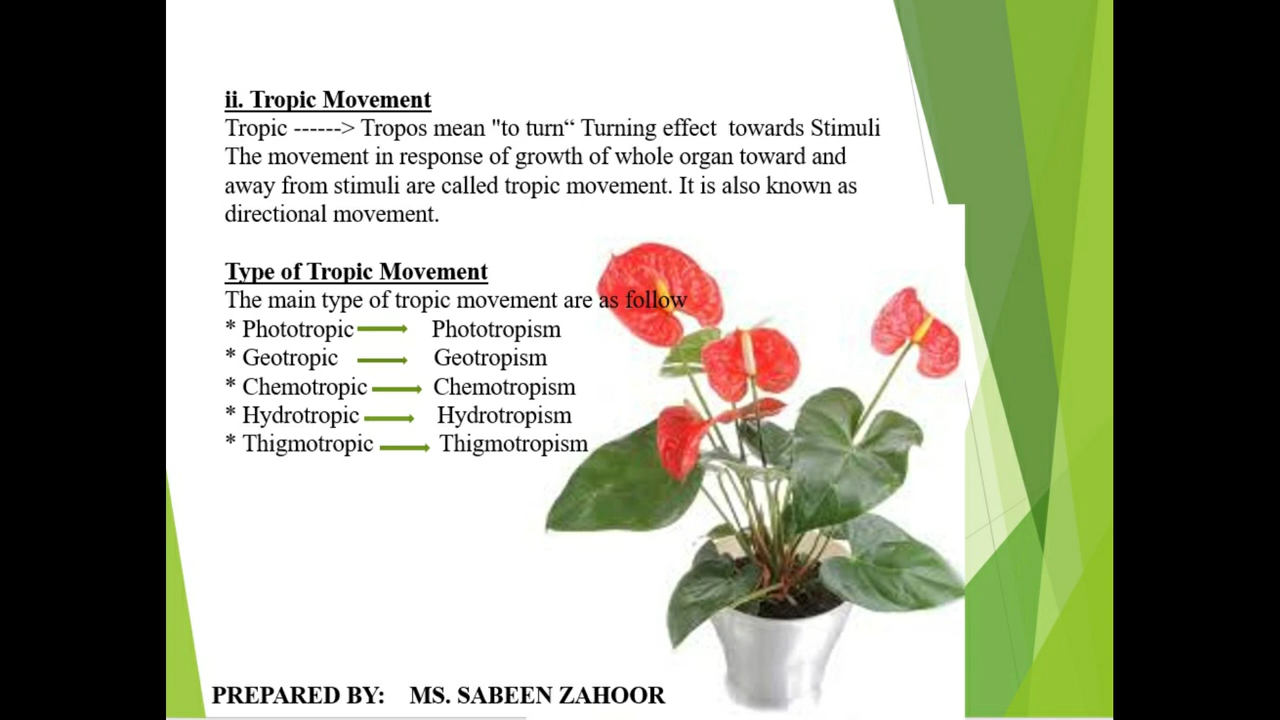 ii. Tropic Movement
Tropic ------> Tropos mean "to turn“ Turning effect  towards Stimuli
The movement in response of growth of whole organ toward and
away from stimuli are called tropic movement. It is also known as
directional movement.
Type of Tropic Movement
The main type of tropic movement are as follow
* Phototropic Phototropism
* Geotropic Geotropism
* Chemotropic Chemotropism
* Hydrotropic Hydrotropism
* Thigmotropic Thigmotropism
PREPARED BY: MS. SABEEN ZAHOOR